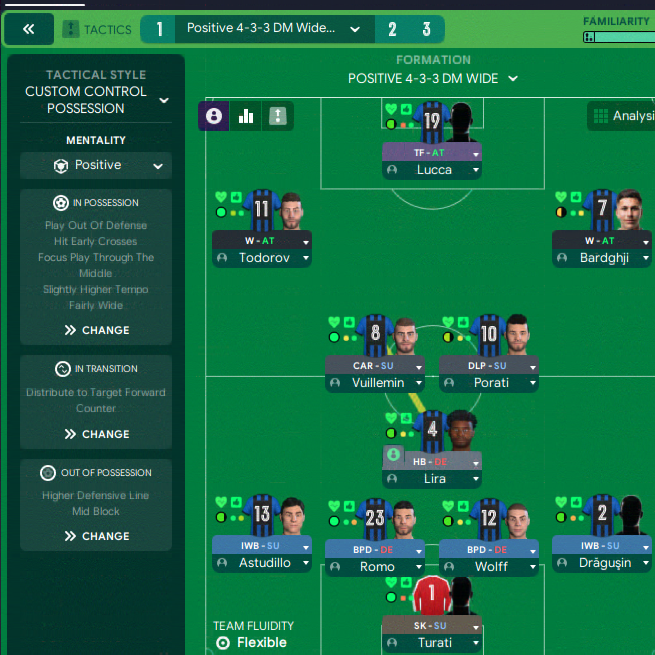 TACTICS
1
Positive 4-3-3 DM Wide...
2
3
FAMILIARITY
TACTICAL STYLE
CUSTOM CONTROL
POSSESSION
MENTALITY
Positive
IN POSSESSION
Play Out Of Defense
Hit Early Crosses
Focus Play Through The
Middle
Slightly Higher Tempo
Fairly Wide
CHANGE
IN TRANSITION
Distribute to Target Forward
Counter
CHANGE
OUT OF POSSESSION
Higher Defensive Line
Mid Block
CHANGE
FORMATION
POSITIVE 4-3-3 DM WIDE
Analysi
19
TF - AT
Lucca
11
W - AT
Todorov
7
W - AT
Bardghji
8
CAR - SU
Vuillemin
10
DLP - SU
Porati
4
HB - DE
Lira
13
IWB - SU
Astudillo
23
BPD - DE
Romo
12
BPD - DE
Wolff
2
IWB - SU
Drăgușin
1
SK - SU
Turati
TEAM FLUIDITY
Flexible